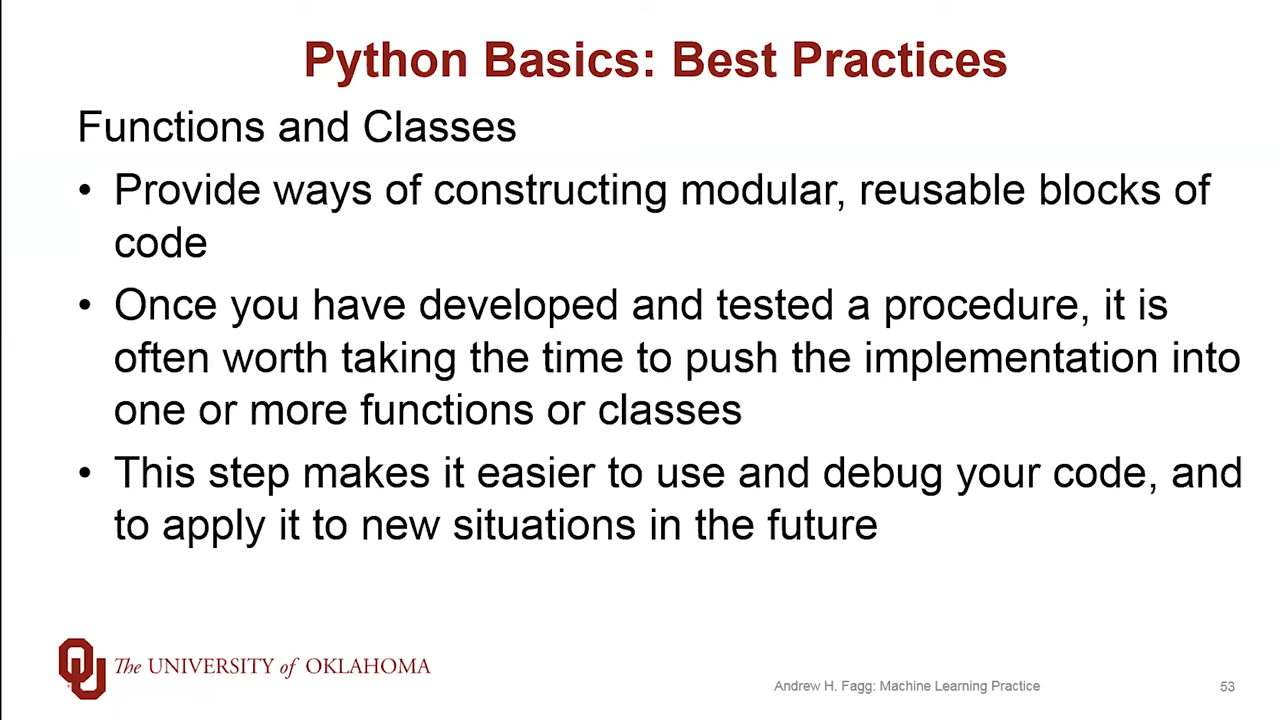 Python Basics: Best Practices
Functions and Classes
• Provide ways of constructing modular, reusable blocks of
code
• Once you have developed and tested a procedure, it is
often worth taking the time to push the implementation into
one or more functions or classes
• This step makes it easier to use and debug your code, and
to apply it to new situations in the future
OU The UNIVERSITY of OKLAHOMA
Andrew H. Fagg: Machine Learning Practice
53